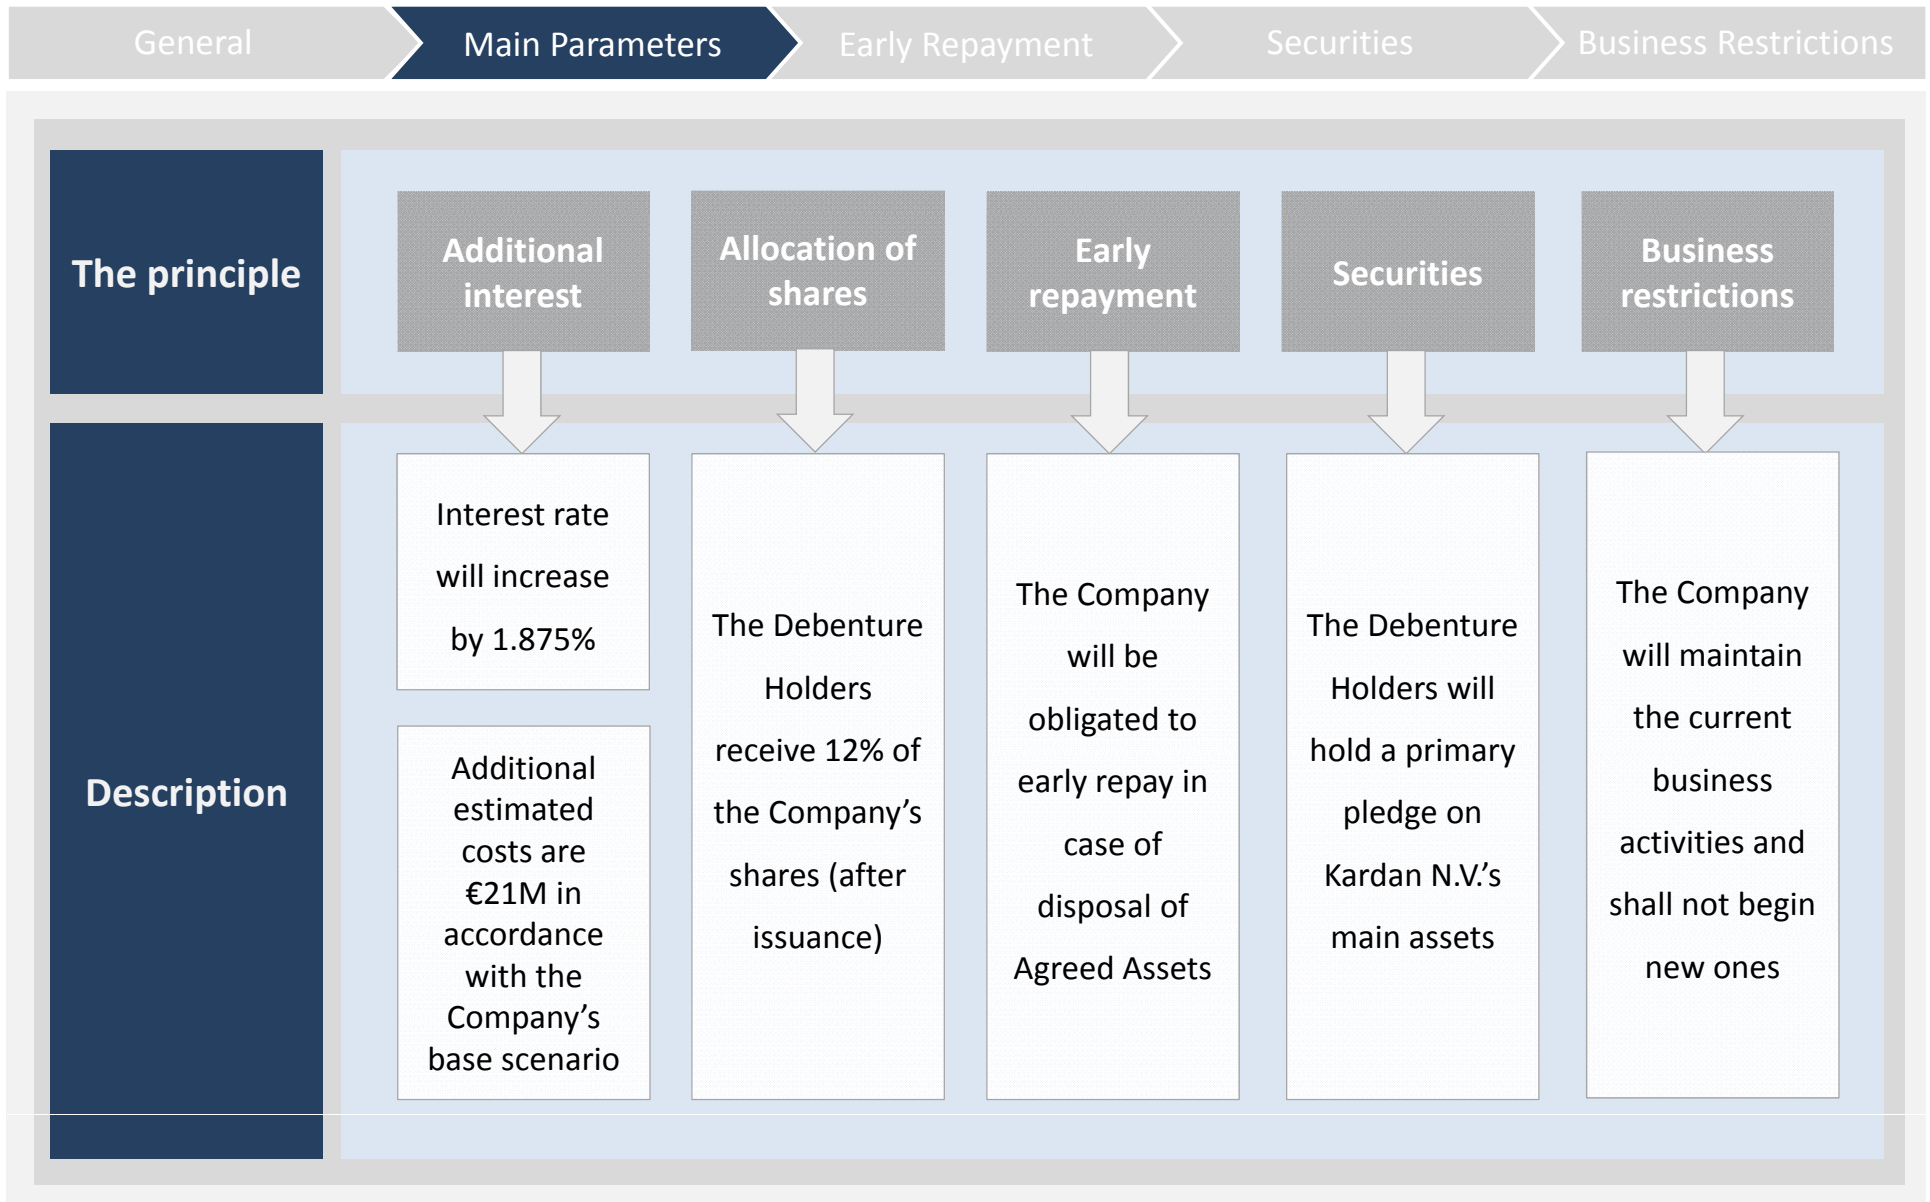 General
Main Parameters
Early Repayment
Securities
Business Restrictions
The principle
Additional
interest
Allocation of
shares
Early
repayment
Securities
Business
restrictions
Description
Interest rate
will increase
by 1.875%
Additional
estimated
costs are
€21M in
accordance
with the
Company’s
base scenario
The Debenture
Holders
receive 12% of
the Company’s
shares (after
issuance)
The Company
will be
obligated to
early repay in
case of
disposal of
Agreed Assets
The Debenture
Holders will
hold a primary
pledge on
Kardan N.V.’s
main assets
The Company
will maintain
the current
business
activities and
shall not begin
new ones